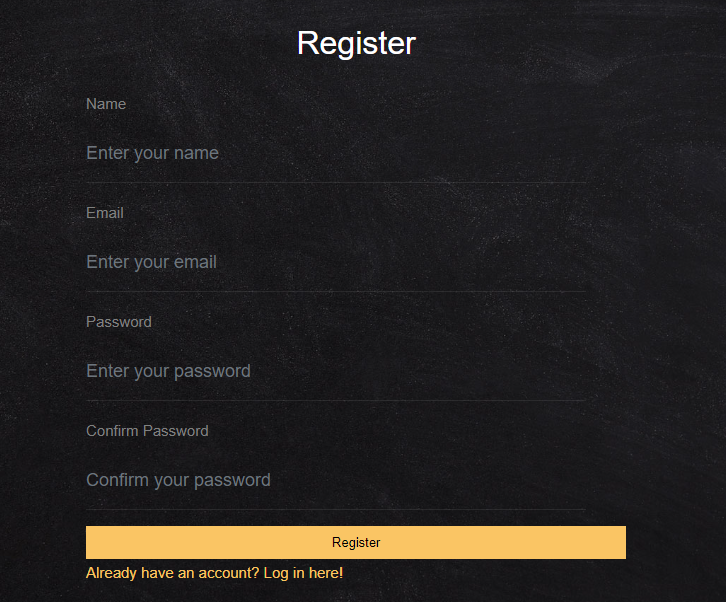 Register
Name
Enter your name
Email
Enter your email
Password
Enter your password
Confirm Password
Confirm your password
Register
Already have an account? Log in here!